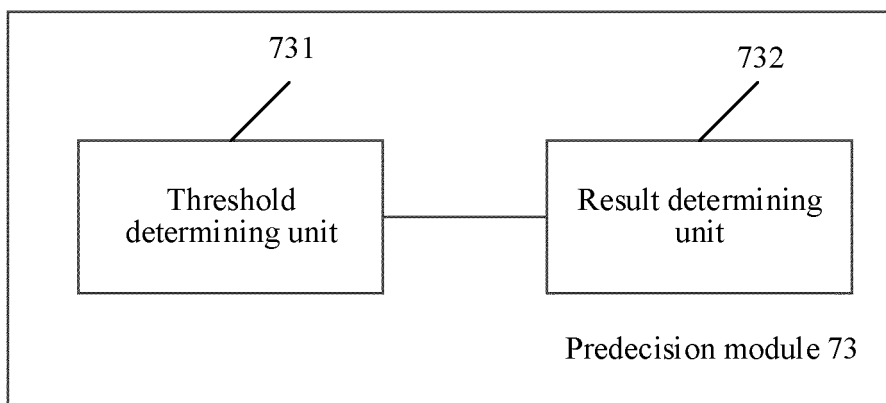 731
732
Threshold
determining unit
Result determining
unit
Predecision module 73